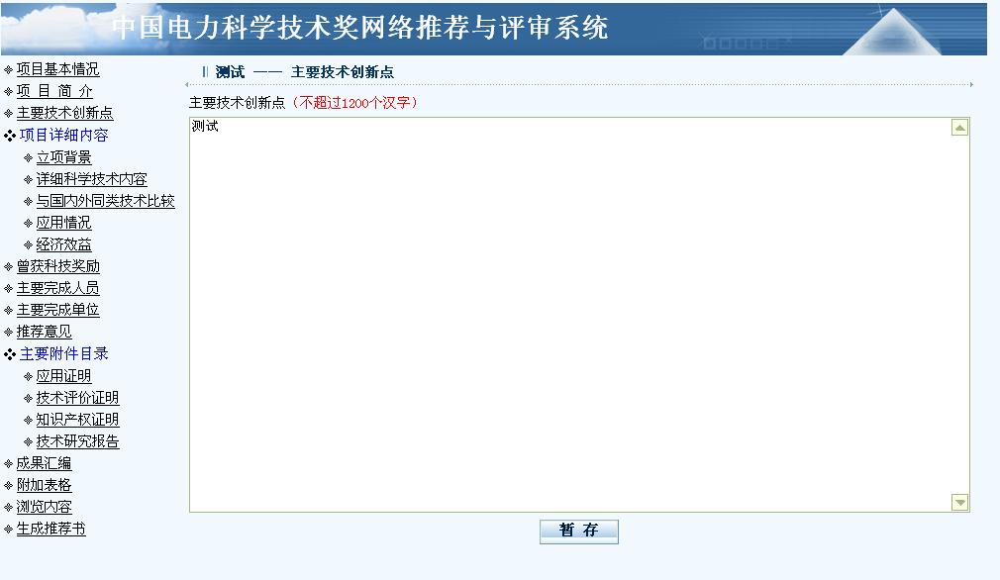 中国电力科学技术奖网络推荐与评审系统
项目基本情况
项 目 简 介
主要技术创新点
项目详细内容
立项背景
详细科学技术内容
与国内外同类技术比较
应用情况
经济效益
曾获科技奖励
主要完成人员
主要完成单位
推荐意见
主要附件目录
应用证明
技术评价证明
知识产权证明
技术研究报告
成果汇编
附加表格
浏览内容
生成推荐书
测试 —— 主要技术创新点
主要技术创新点（不超过1200个汉字）
测试
暂 存